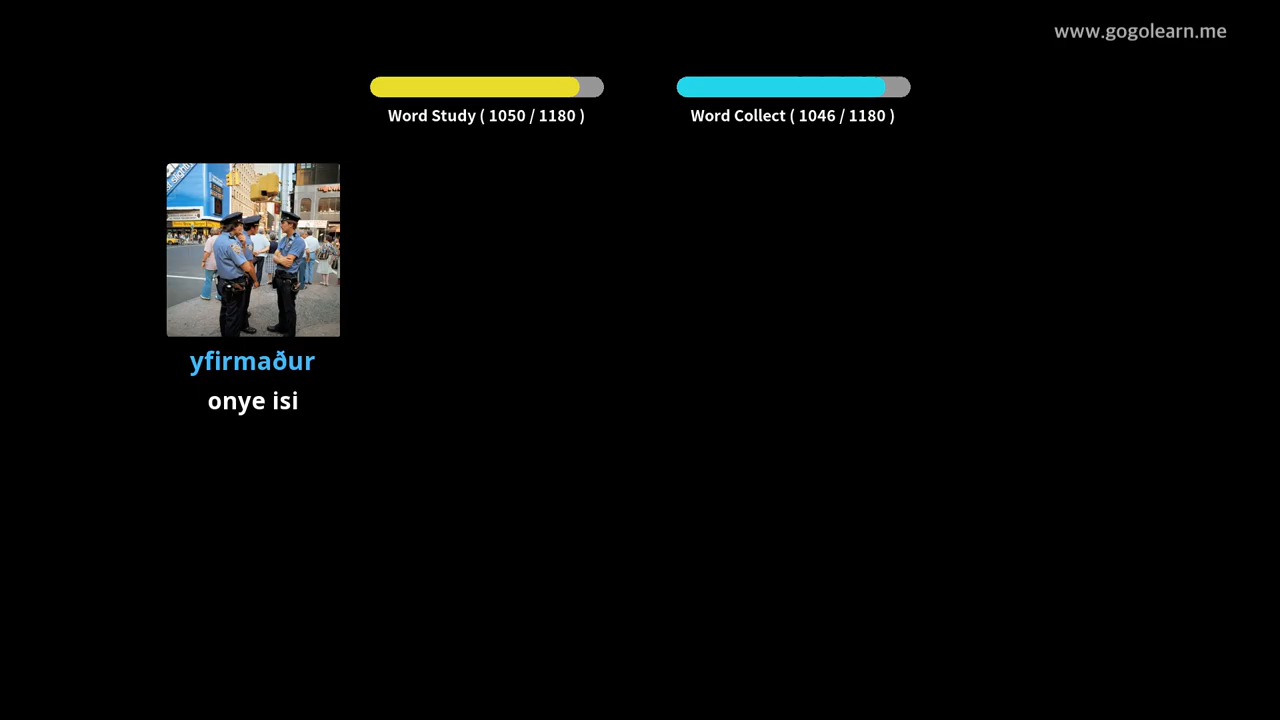 www.gogolearn.me
Word Study ( 1050 / 1180 )
Word Collect ( 1046 / 1180 )
yfirmaður
onye isi